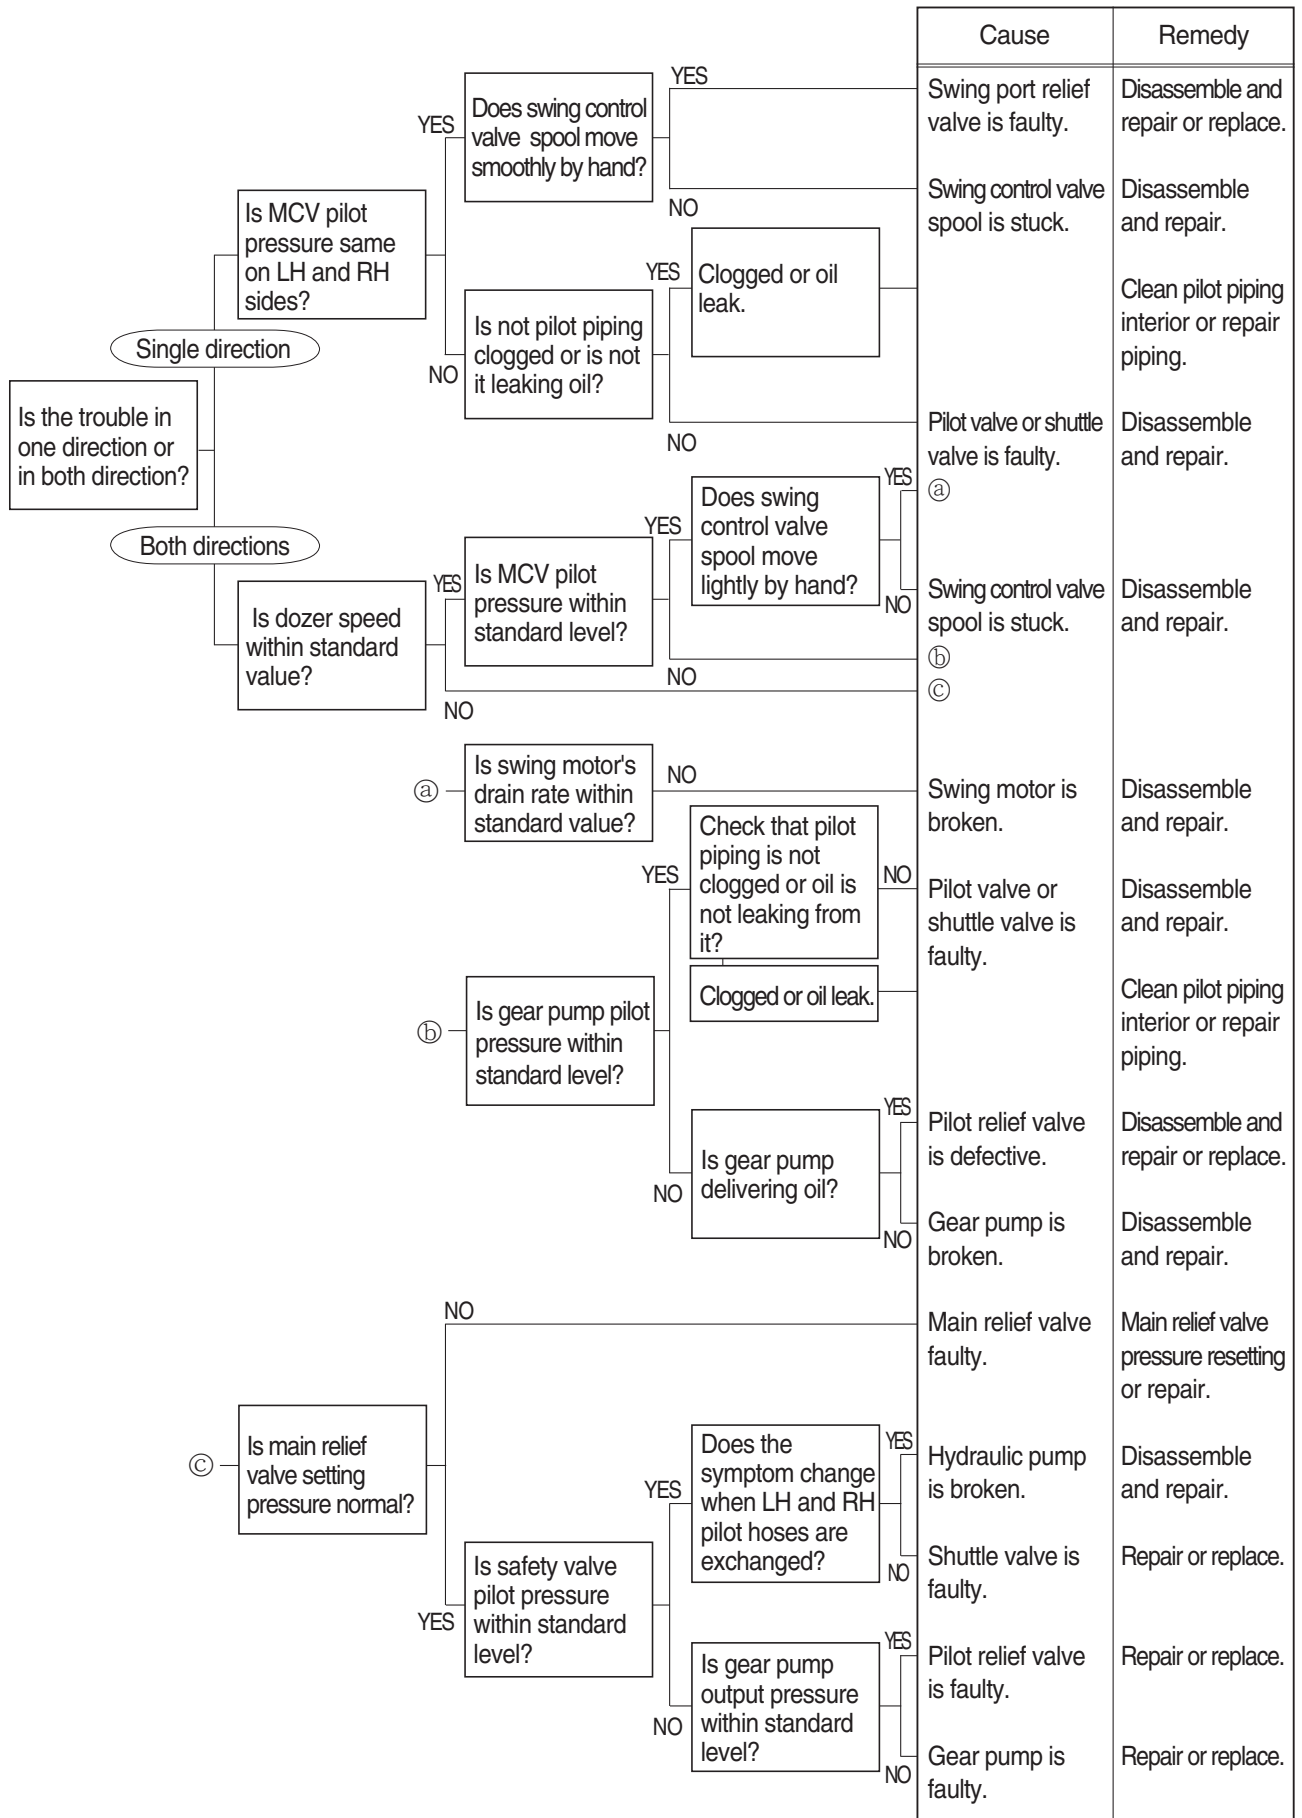 Cause
Remedy
YES
Does swing control
valve spool move
smoothly by hand?
YES
Swing port relief
valve is faulty.
Disassemble and
repair or replace.
NO
Swing control valve
spool is stuck.
Disassemble
and repair.
Is MCV pilot
pressure same
on LH and RH
sides?
YES
Clogged or oil
leak.
Clean pilot piping
interior or repair
piping.
Is not pilot piping
clogged or is not
it leaking oil?
NO
Single direction
Is the trouble in
one direction or
in both direction?
NO
Pilot valve or shuttle
valve is faulty.
Disassemble
and repair.
YES
ⓐ
Does swing
control valve
spool move
lightly by hand?
YES
Both directions
YES
Is MCV pilot
pressure within
standard level?
NO
Swing control valve
spool is stuck.
Disassemble
and repair.
Is dozer speed
within standard
value?
NO
ⓑ
NO
ⓒ
ⓐ
Is swing motor's
drain rate within
standard value?
NO
Swing motor is
broken.
Disassemble
and repair.
Check that pilot
piping is not
clogged or oil is
not leaking from
it?
YES
NO
Pilot valve or
shuttle valve is
faulty.
Disassemble
and repair.
Clogged or oil leak.
Clean pilot piping
interior or repair
piping.
ⓑ
Is gear pump pilot
pressure within
standard level?
YES
Pilot relief valve
is defective.
Disassemble and
repair or replace.
Is gear pump
delivering oil?
NO
NO
Gear pump is
broken.
Disassemble
and repair.
NO
Main relief valve
faulty.
Main relief valve
pressure resetting
or repair.
ⓒ
Is main relief
valve setting
pressure normal?
Does the
symptom change
when LH and RH
pilot hoses are
exchanged?
YES
YES
Hydraulic pump
is broken.
Disassemble
and repair.
NO
Shuttle valve is
faulty.
Repair or replace.
YES
Is safety valve
pilot pressure
within standard
level?
YES
Pilot relief valve
is faulty.
Repair or replace.
NO
Is gear pump
output pressure
within standard
level?
NO
Gear pump is
faulty.
Repair or replace.